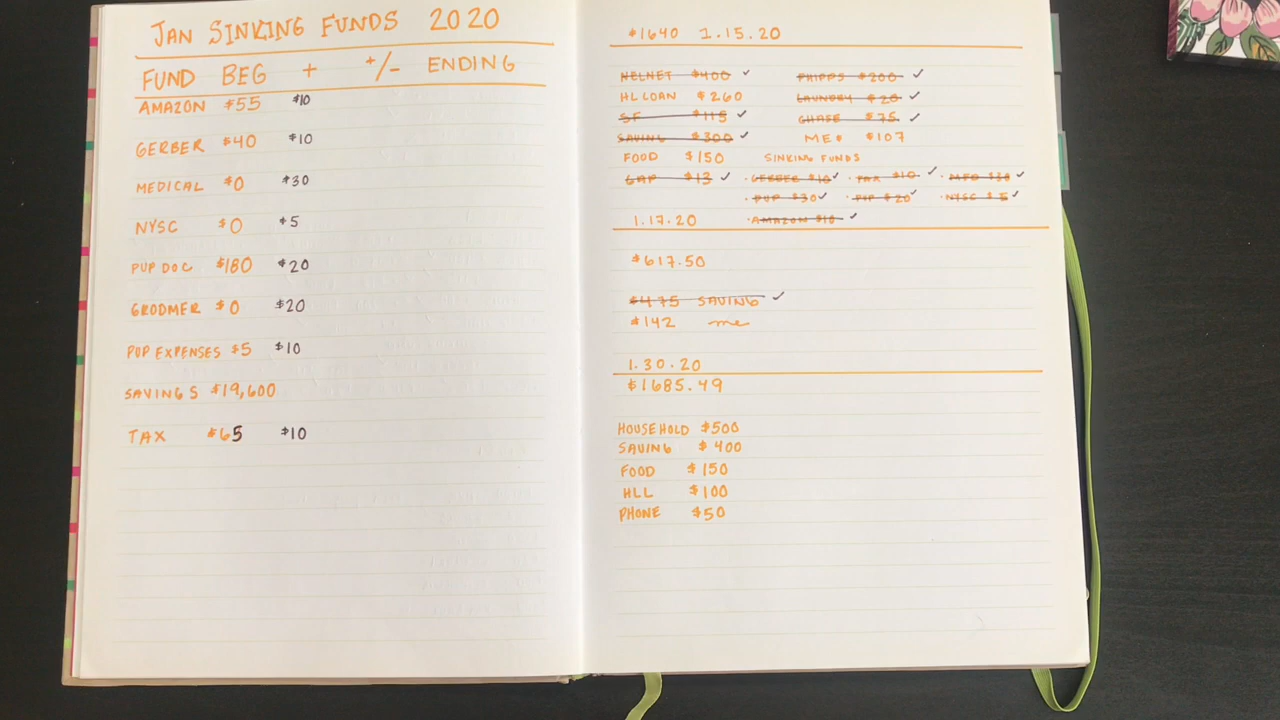 JAN SINKING FUNDS 2020
FUND BEG + +/- ENDING
AMAZON $55 $10
GERBER $40 $10
MEDICAL $0 $30
NYSC $0 $5
PUP DOC $180 $20
GROOMER $0 $20
PUP EXPENSES $5 $10
SAVINGS $19,600
TAX $65 $10
$1640 1.15.20
NELNET $400 ✓ PHIPPS $200 ✓
HL LOAN $260 LAUNDRY $20 ✓
SF $115 ✓ CHASE $75 ✓
SAVING $300 ✓ ME • $107
FOOD $150 SINKING FUNDS
GAP $13 ✓ · GERBER $10 ✓ · TAX $10 ✓ · MED $30 ✓
· PUP $30 ✓ · PIP $20 ✓ · NYSC $5 ✓
1.17.20 · AMAZON $10 ✓
$617.50
$475 SAVING ✓
$142 me
1.30.20
$1685.49
HOUSEHOLD $500
SAVING $400
FOOD $150
HLL $100
PHONE $50